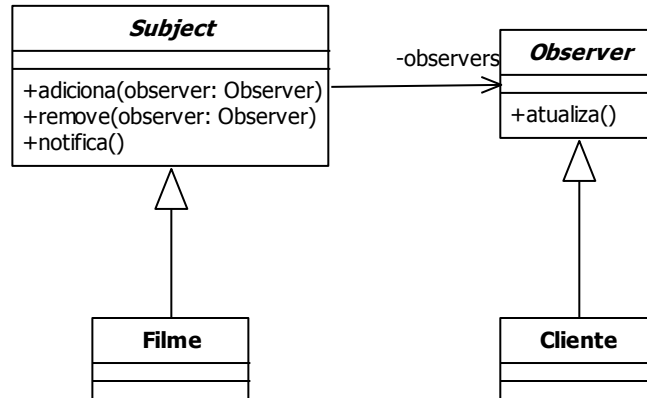 Subject
+adiciona(observer: Observer)
+remove(observer: Observer)
+notifica()
-observers
Observer
+atualiza()
Filme
Cliente